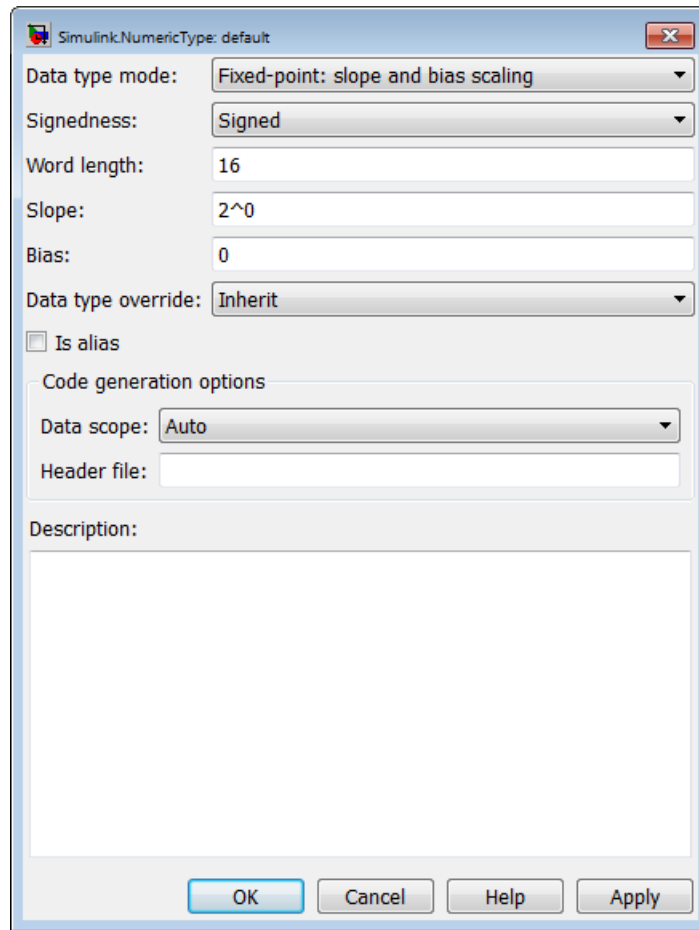 Simulink.NumericType: default
Data type mode: Fixed-point: slope and bias scaling
Signedness: Signed
Word length: 16
Slope: 2^0
Bias: 0
Data type override: Inherit
Is alias
Code generation options
Data scope: Auto
Header file:
Description:
OK Cancel Help Apply